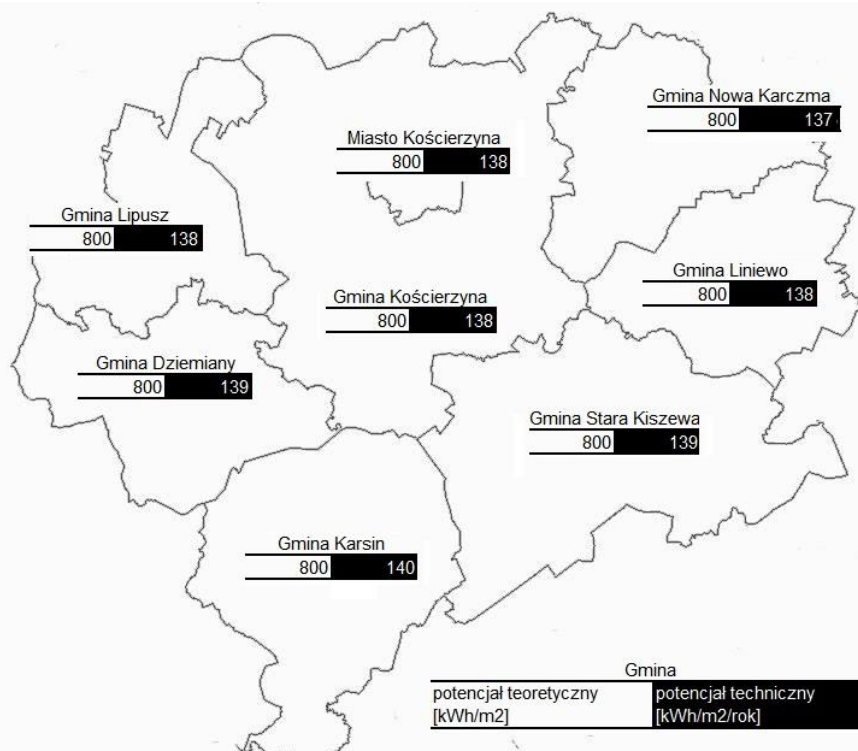 Gmina Nowa Karczma
800 137
Miasto Kościerzyna
800 138
Gmina Lipusz
800 138
Gmina Liniewo
800 138
Gmina Kościerzyna
800 138
Gmina Dziemiany
800 139
Gmina Stara Kiszewa
800 139
Gmina Karsin
800 140
Gmina
potencjał teoretyczny potencjał techniczny
[kWh/m2] [kWh/m2/rok]